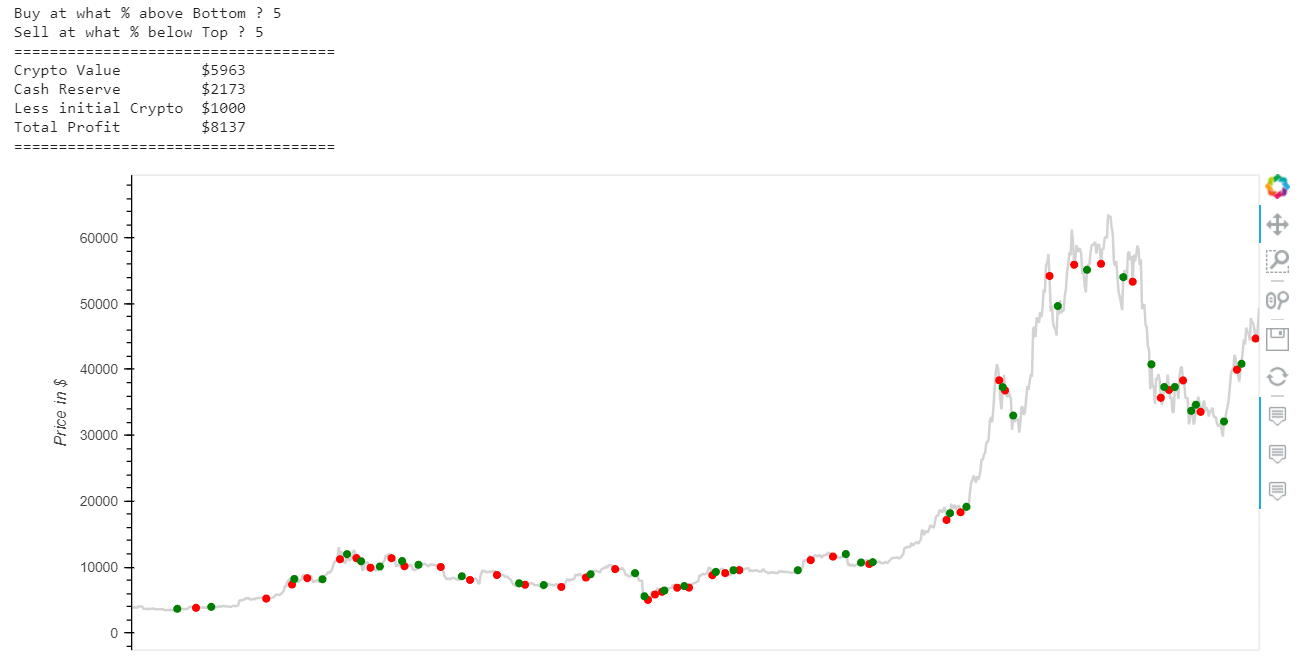 Buy at what % above Bottom ? 5
Sell at what % below Top ? 5
=====================================
Crypto Value $5963
Cash Reserve $2173
Less initial Crypto $1000
Total Profit $8137
=====================================
60000
50000
40000
30000
20000
10000
0
Price in $